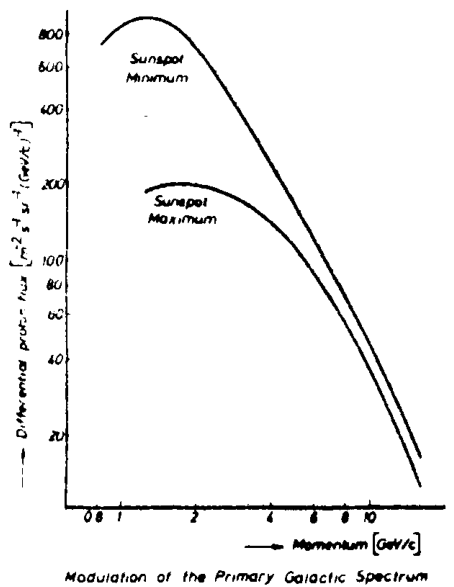 800
600
400
200
100
80
60
40
20
Differential proton flux [m⁻² s⁻¹ sr⁻¹ (GeV/c)⁻¹]
Sunspot
Minimum
Sunspot
Maximum
0.8 1 2 4 6 8 10
Momentum [GeV/c]
Modulation of the Primary Galactic Spectrum